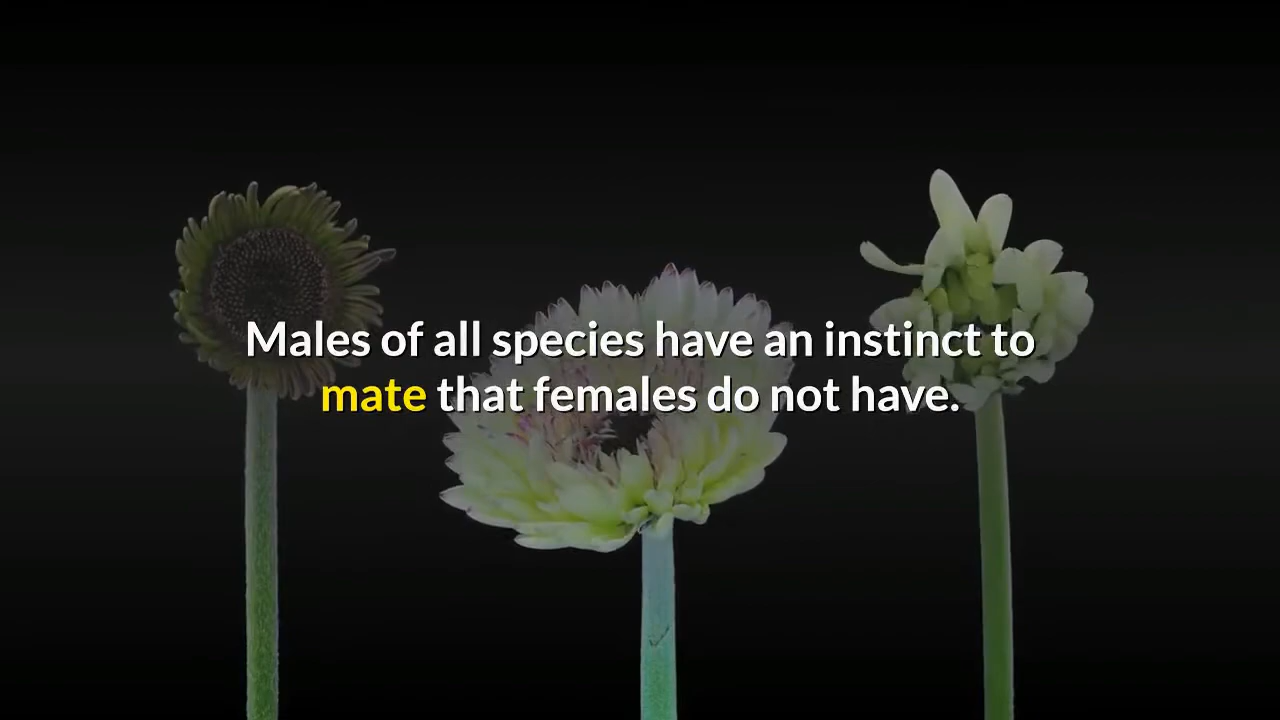 Males of all species have an instinct to
mate that females do not have.